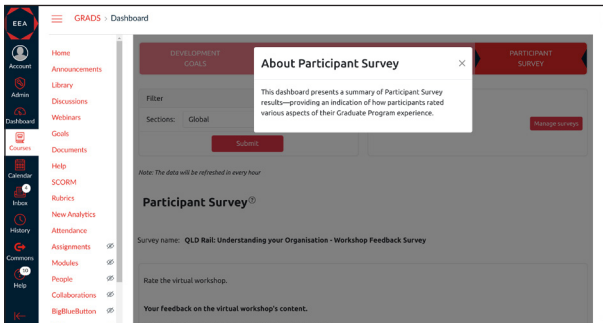 EEA
GRADS > Dashboard
Account
Admin
Dashboard
Courses
Calendar
4
Inbox
History
Commons
10
Help
Home
Announcements
Library
Discussions
Webinars
Goals
Documents
Help
SCORM
Rubrics
New Analytics
Attendance
Assignments
Modules
People
Collaborations
BigBlueButton
DEVELOPMENT
GOALS
PARTICIPANT
SURVEY
About Participant Survey ×
This dashboard presents a summary of Participant Survey
results—providing an indication of how participants rated
various aspects of their Graduate Program experience.
Filter
Sections: Global
Submit
Manage surveys
Note: The data will be refreshed in every hour
Participant Survey
Survey name: QLD Rail: Understanding your Organisation - Workshop Feedback Survey
Rate the virtual workshop.
Your feedback on the virtual workshop's content.